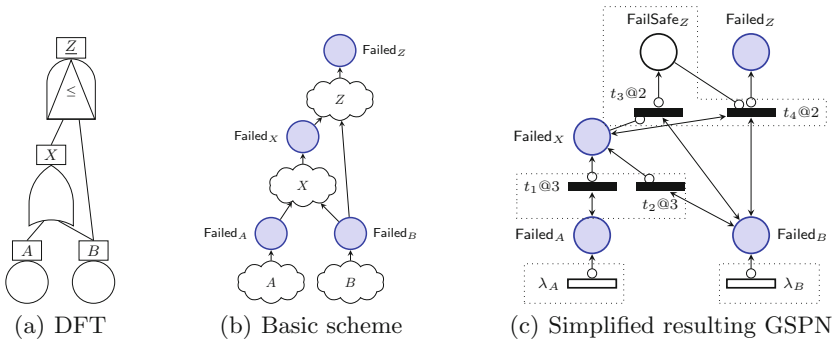 Z
≤
X
A
B
(a) DFT
Failed_Z
Z
Failed_X
X
Failed_A
Failed_B
A
B
(b) Basic scheme
FailSafe_Z
Failed_Z
t_3@2
t_4@2
Failed_X
t_1@3
t_2@3
Failed_A
Failed_B
λ_A
λ_B
(c) Simplified resulting GSPN